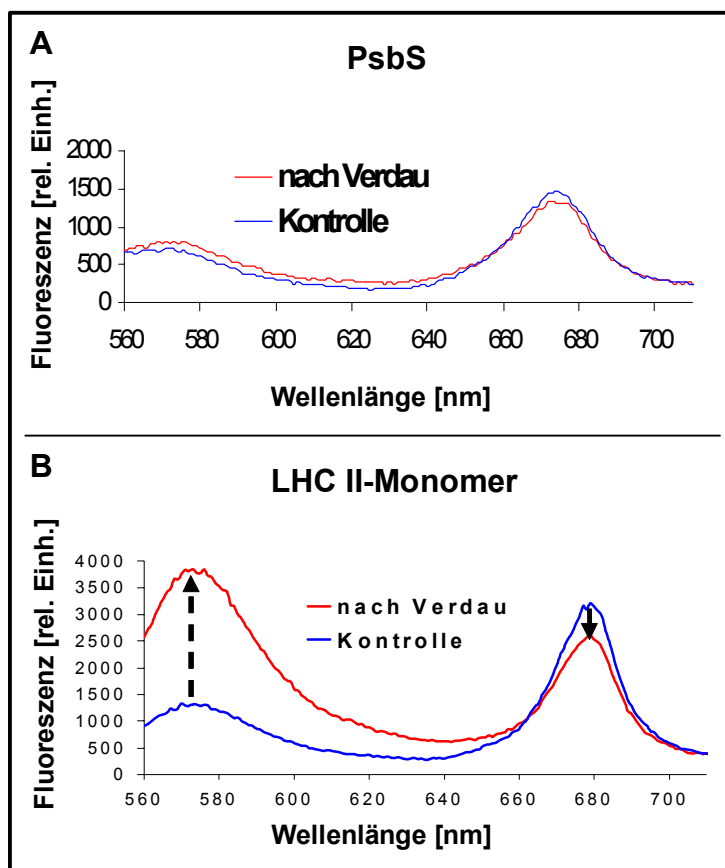 A
PsbS
Fluoreszenz [rel. Einh.]
2000
1500
1000
500
0
nach Verdau
Kontrolle
560 580 600 620 640 660 680 700
Wellenlänge [nm]
B
LHC II-Monomer
Fluoreszenz [rel. Einh.]
4000
3500
3000
2500
2000
1500
1000
500
0
nach Verdau
Kontrolle
560 580 600 620 640 660 680 700
Wellenlänge [nm]